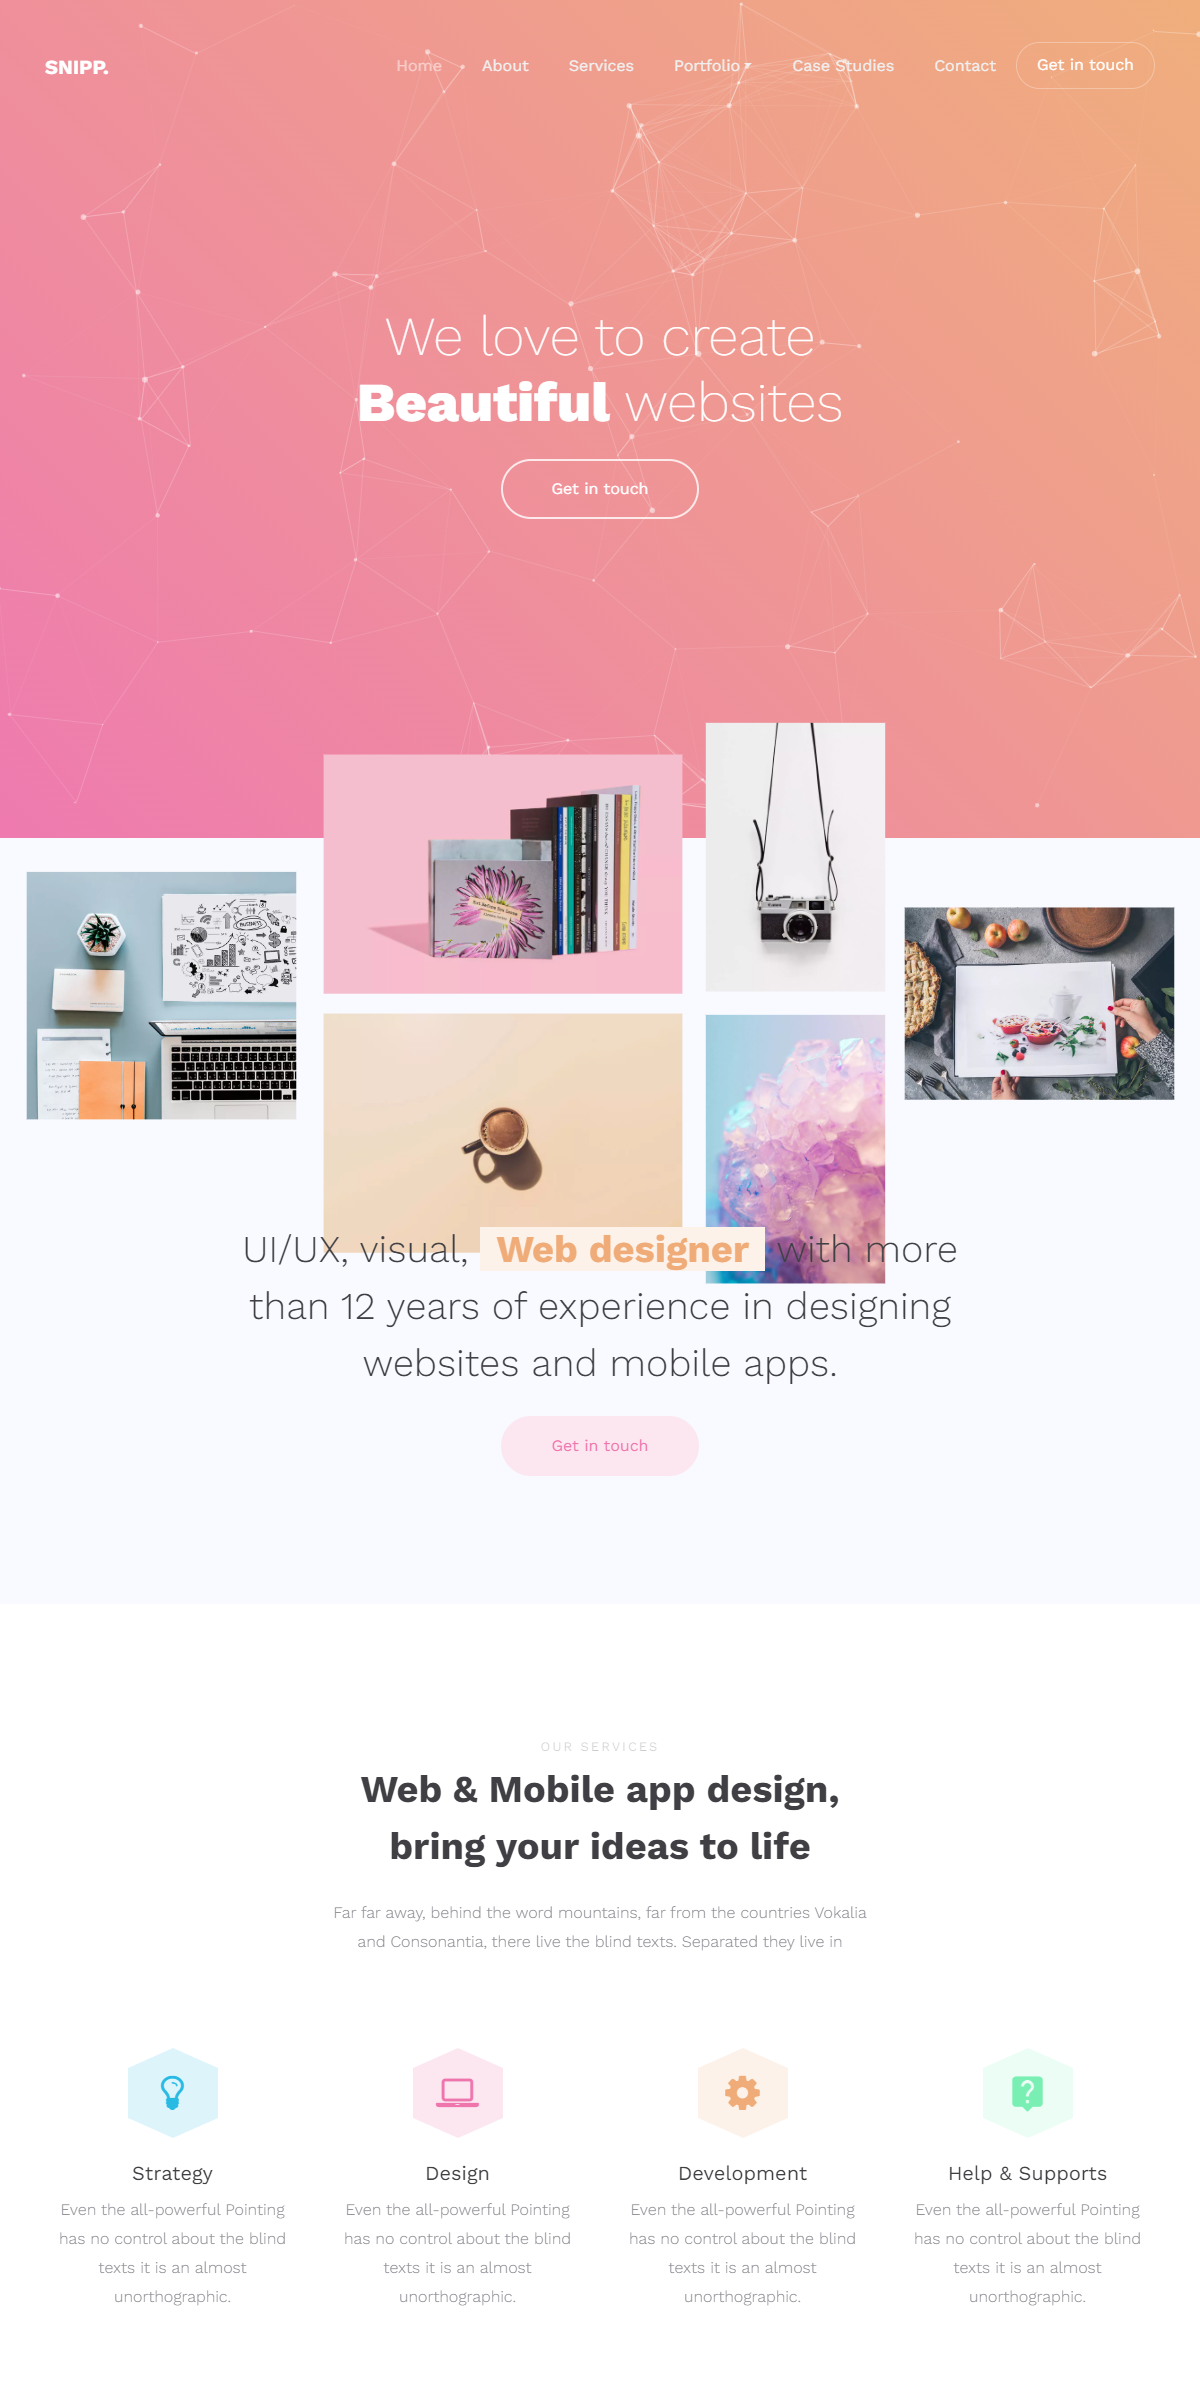 SNIPP.
Home About Services Portfolio Case Studies Contact Get in touch
We love to create
Beautiful websites
Get in touch
BUSINESS
UI/UX, visual, Web designer with more
than 12 years of experience in designing
websites and mobile apps.
Get in touch
OUR SERVICES
Web & Mobile app design,
bring your ideas to life
Far far away, behind the word mountains, far from the countries Vokalia
and Consonantia, there live the blind texts. Separated they live in
Strategy
Even the all-powerful Pointing
has no control about the blind
texts it is an almost
unorthographic.
Design
Even the all-powerful Pointing
has no control about the blind
texts it is an almost
unorthographic.
Development
Even the all-powerful Pointing
has no control about the blind
texts it is an almost
unorthographic.
Help & Supports
Even the all-powerful Pointing
has no control about the blind
texts it is an almost
unorthographic.